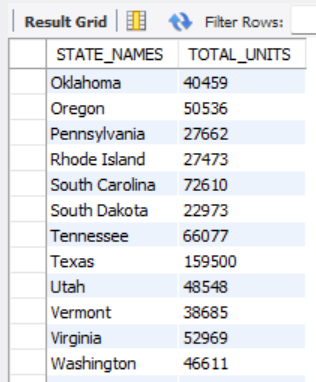 Result Grid Filter Rows:
STATE_NAMES TOTAL_UNITS
Oklahoma 40459
Oregon 50536
Pennsylvania 27662
Rhode Island 27473
South Carolina 72610
South Dakota 22973
Tennessee 66077
Texas 159500
Utah 48548
Vermont 38685
Virginia 52969
Washington 46611